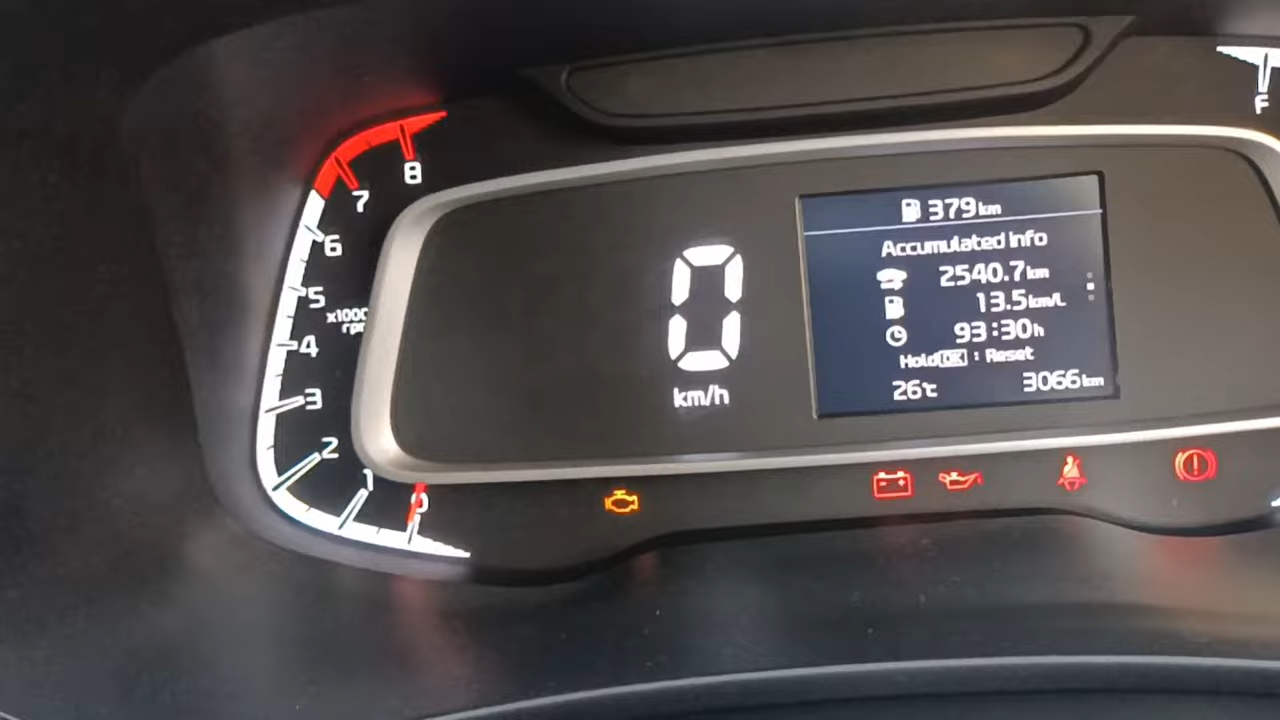 F
8
7
6
5
x1000
rpm
4
3
2
1
0
0
km/h
379km
Accumulated Info
2540.7km
13.5km/L
93:30h
Hold OK : Reset
26℃
3066km